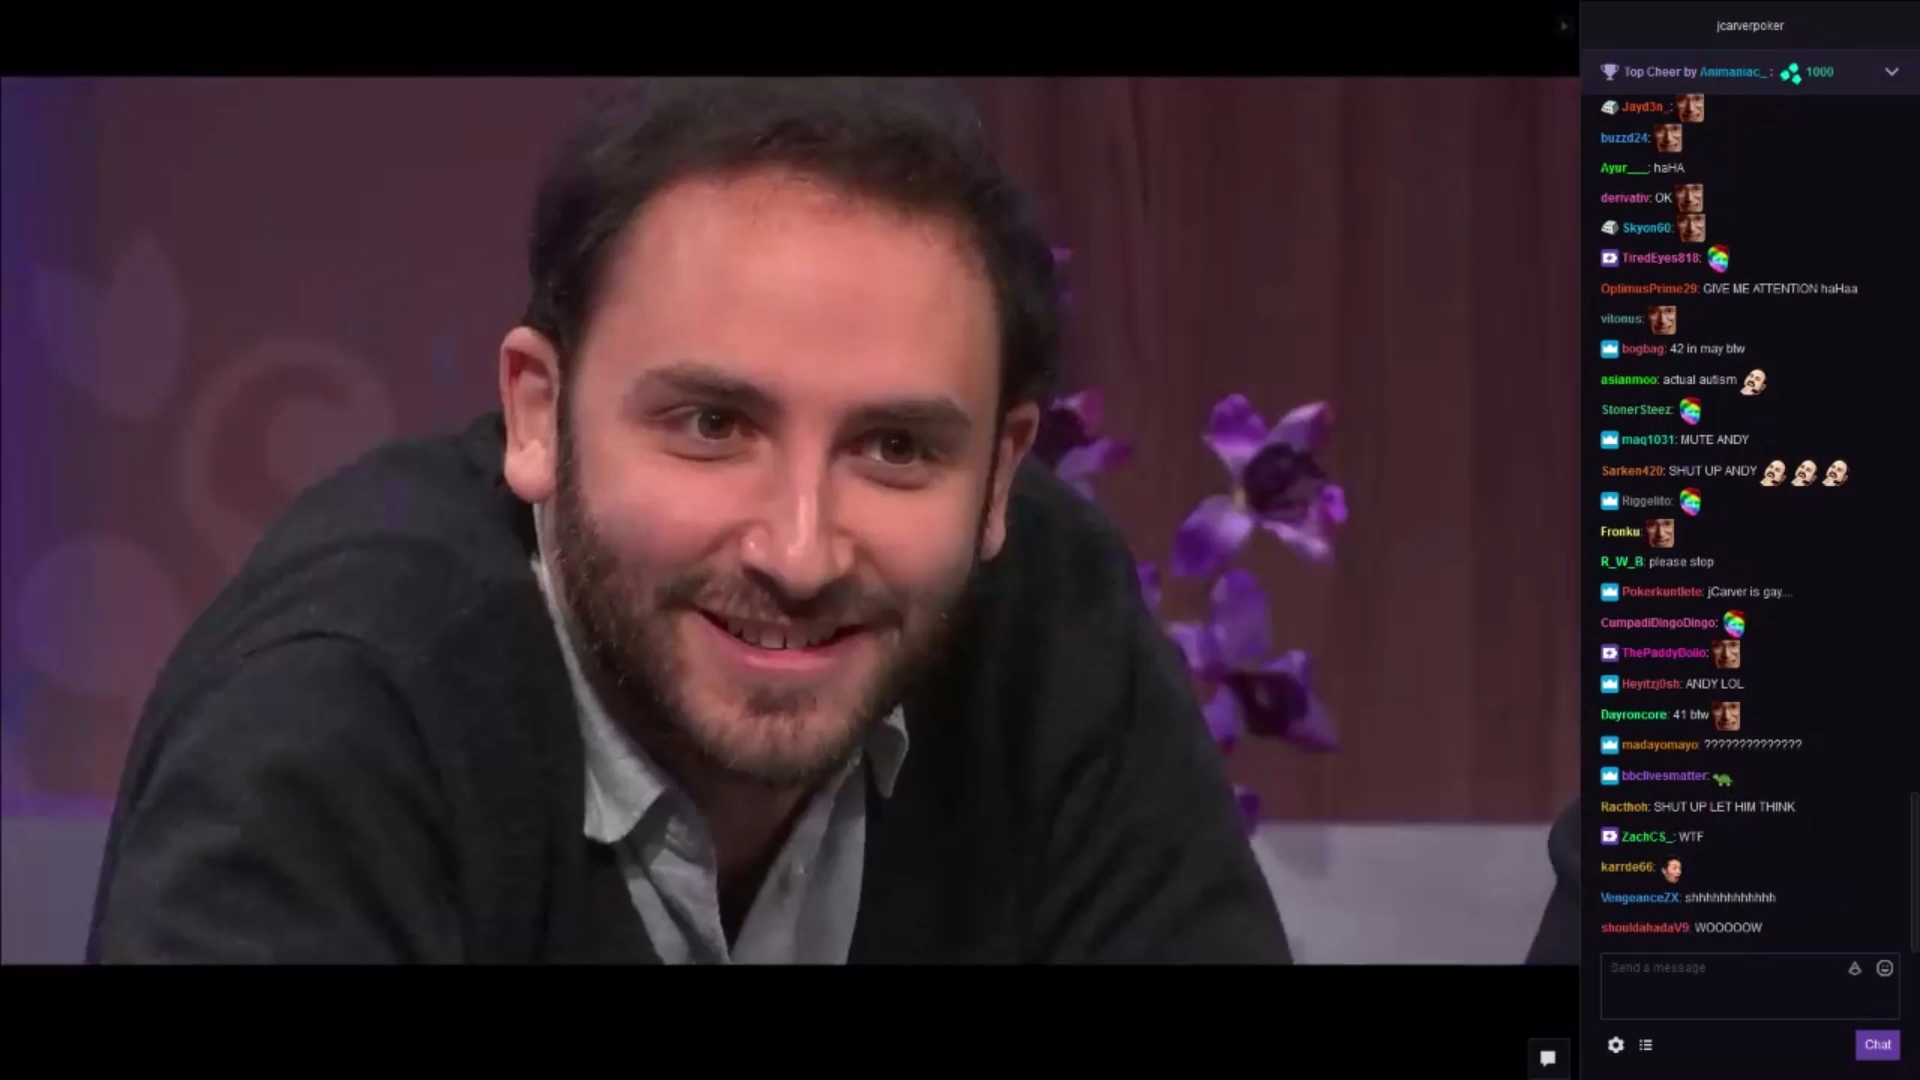 jcarverpoker
Top Cheer by Animaniac_ : 1000
Jayd3n_:
buzzd24:
Ayur___: haHA
derivativ: OK
Skyon60:
TiredEyes818:
OptimusPrime29: GIVE ME ATTENTION haHaa
vitonus:
bogbag: 42 in may btw
asianmoo: actual autism
StonerSteez:
maq1031: MUTE ANDY
Sarken420: SHUT UP ANDY
Riggelito:
Fronku:
R_W_B: please stop
Pokerkuntlete: jCarver is gay....
CumpadiDingoDingo:
ThePaddyBoiio:
Heyitzj0sh: ANDY LOL
Dayroncore: 41 btw
madayomayo: ??????????????
bbclivesmatter:
Racthoh: SHUT UP LET HIM THINK
ZachCS_: WTF
karrde66:
VengeanceZX: shhhhhhhhhhhh
shouldahadaV9: WOOOOOW
Send a message
Chat